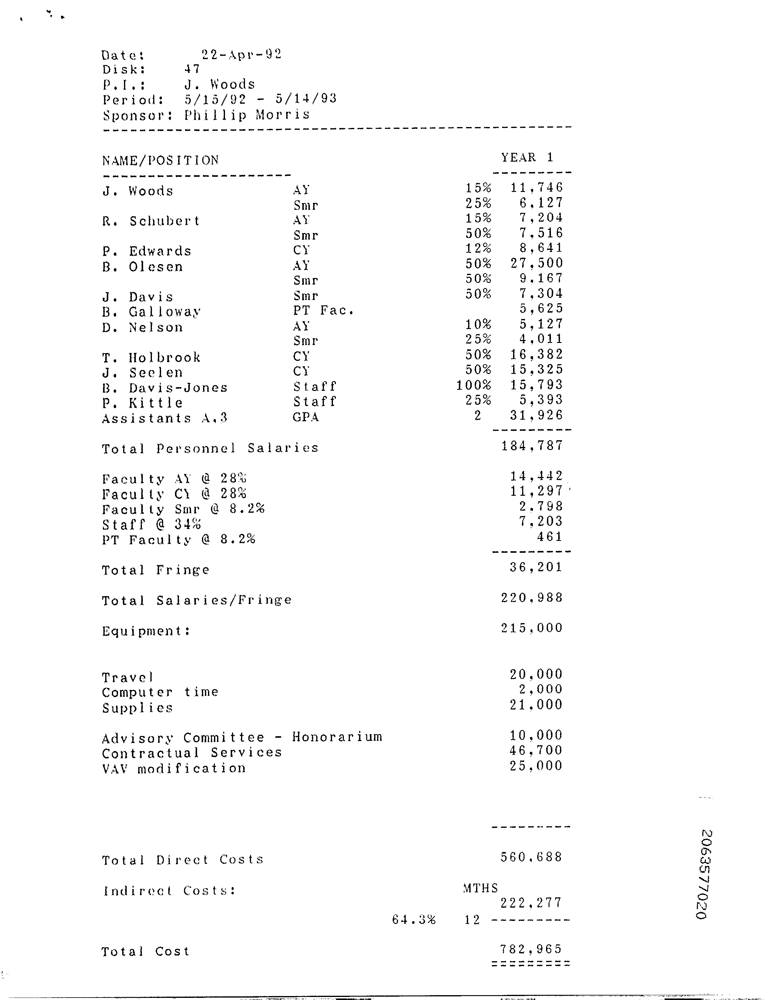 Date: 22-Apr-92
Disk: 47
P.I.: J. Woods
Period: 5/15/92 - 5/14/93
Sponsor: Phillip Morris
NAME/POSITION YEAR 1
J. Woods AY 15% 11,746
Smr 25% 6,127
R. Schubert AY 15% 7,204
Smr 50% 7,516
P. Edwards CY 12% 8,641
B. Olesen AY 50% 27,500
Smr 50% 9,167
J. Davis Smr 50% 7,304
B. Galloway PT Fac. 5,625
D. Nelson AY 10% 5,127
Smr 25% 4,011
T. Holbrook CY 50% 16,382
J. Seelen CY 50% 15,325
B. Davis-Jones Staff 100% 15,793
P. Kittle Staff 25% 5,393
Assistants A.3 GPA 2 31,926
Total Personnel Salaries 184,787
Faculty AY @ 28% 14,442
Faculty CY @ 28% 11,297
Faculty Smr @ 8.2% 2,798
Staff @ 34% 7,203
PT Faculty @ 8.2% 461
Total Fringe 36,201
Total Salaries/Fringe 220,988
Equipment: 215,000
Travel 20,000
Computer time 2,000
Supplies 21,000
Advisory Committee - Honorarium 10,000
Contractual Services 46,700
VAV modification 25,000
Total Direct Costs 560,688
Indirect Costs: MTHS
222,277
64.3% 12
Total Cost 782,965
2063577020